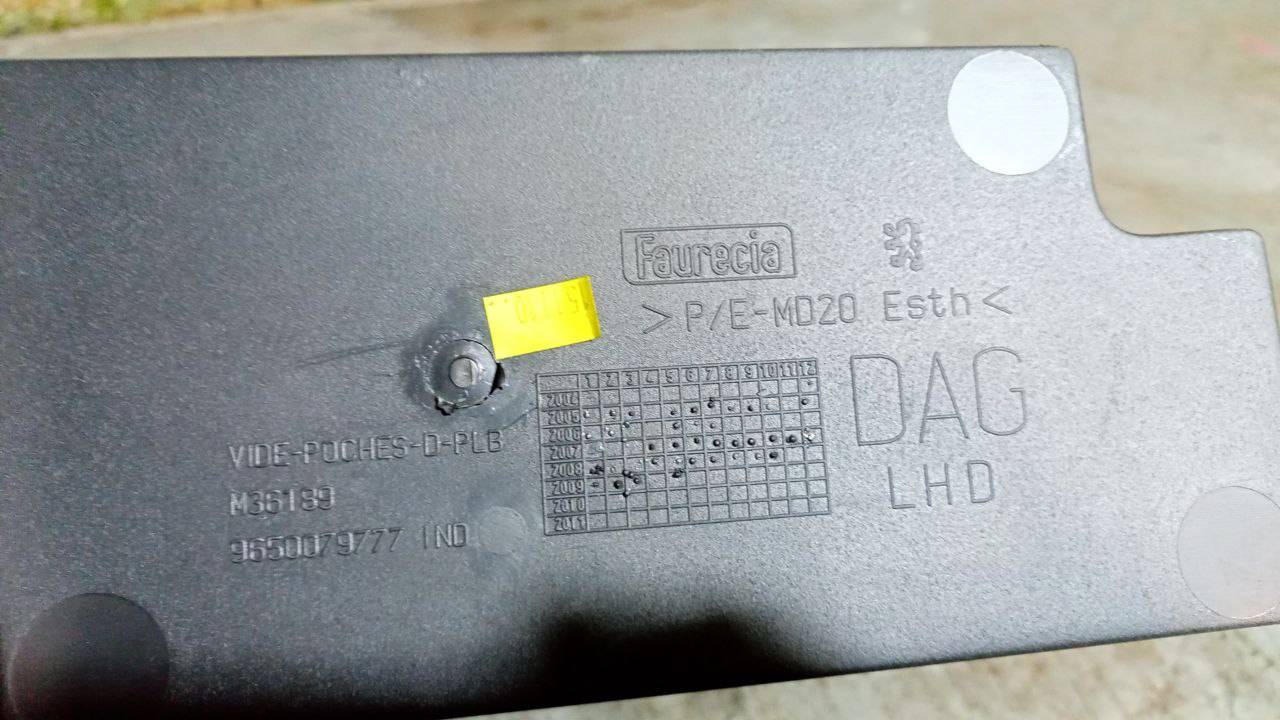 Faurecia
>P/E-MD20 Esth<
DAG
LHD
1 2 3 4 5 6 7 8 9 10 11 12
2004
2005
2006
2007
2008
2009
2010
2011
VIDE-POCHES-D-PLB
M36199
9650079777 IND